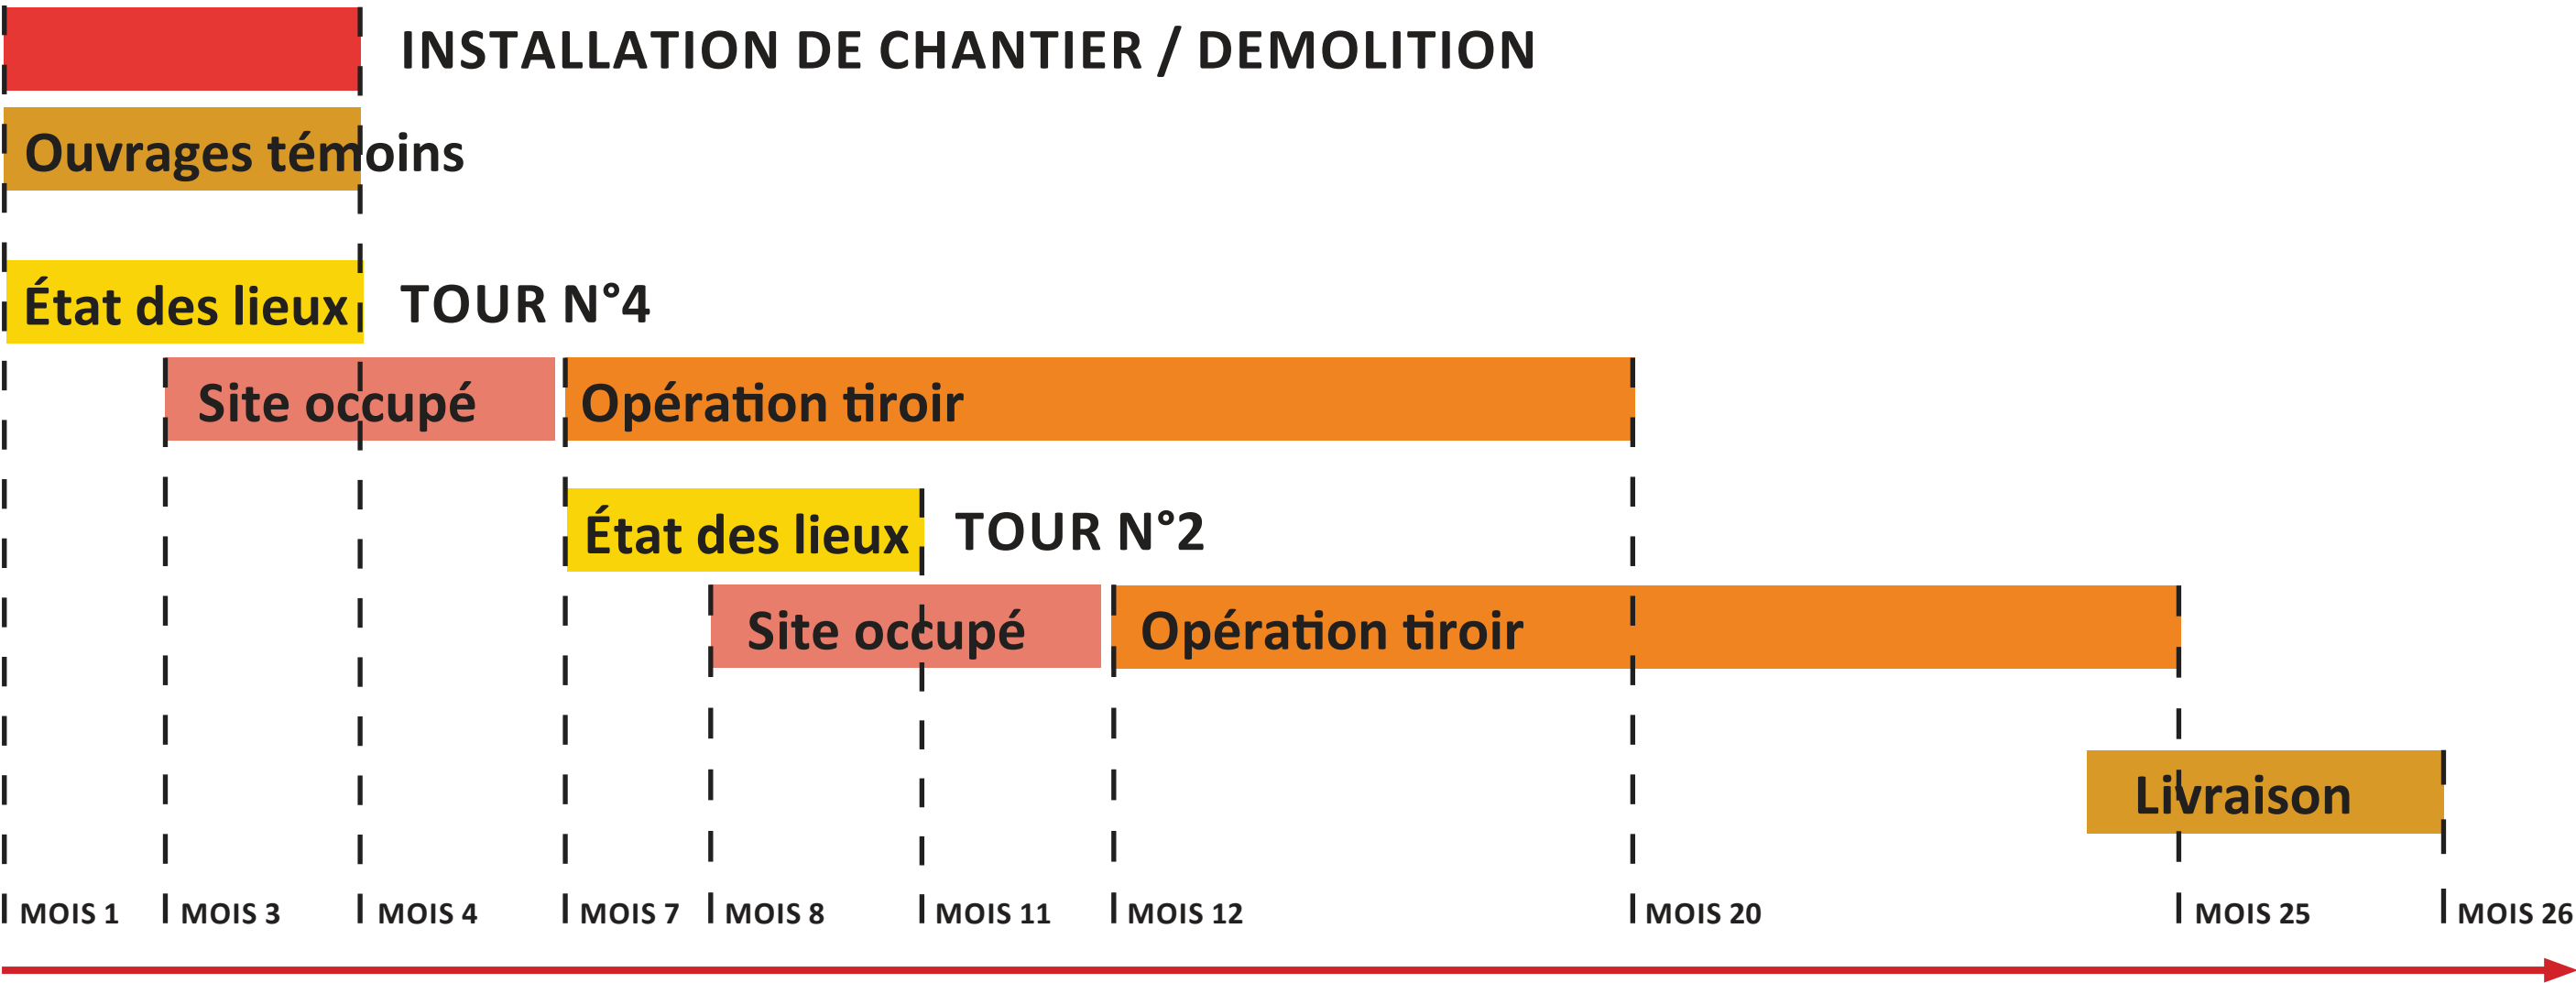 INSTALLATION DE CHANTIER / DEMOLITION
Ouvrages témoins
État des lieux
TOUR N°4
Site occupé
Opération tiroir
État des lieux
TOUR N°2
Site occupé
Opération tiroir
Livraison
MOIS 1
MOIS 3
MOIS 4
MOIS 7
MOIS 8
MOIS 11
MOIS 12
MOIS 20
MOIS 25
MOIS 26